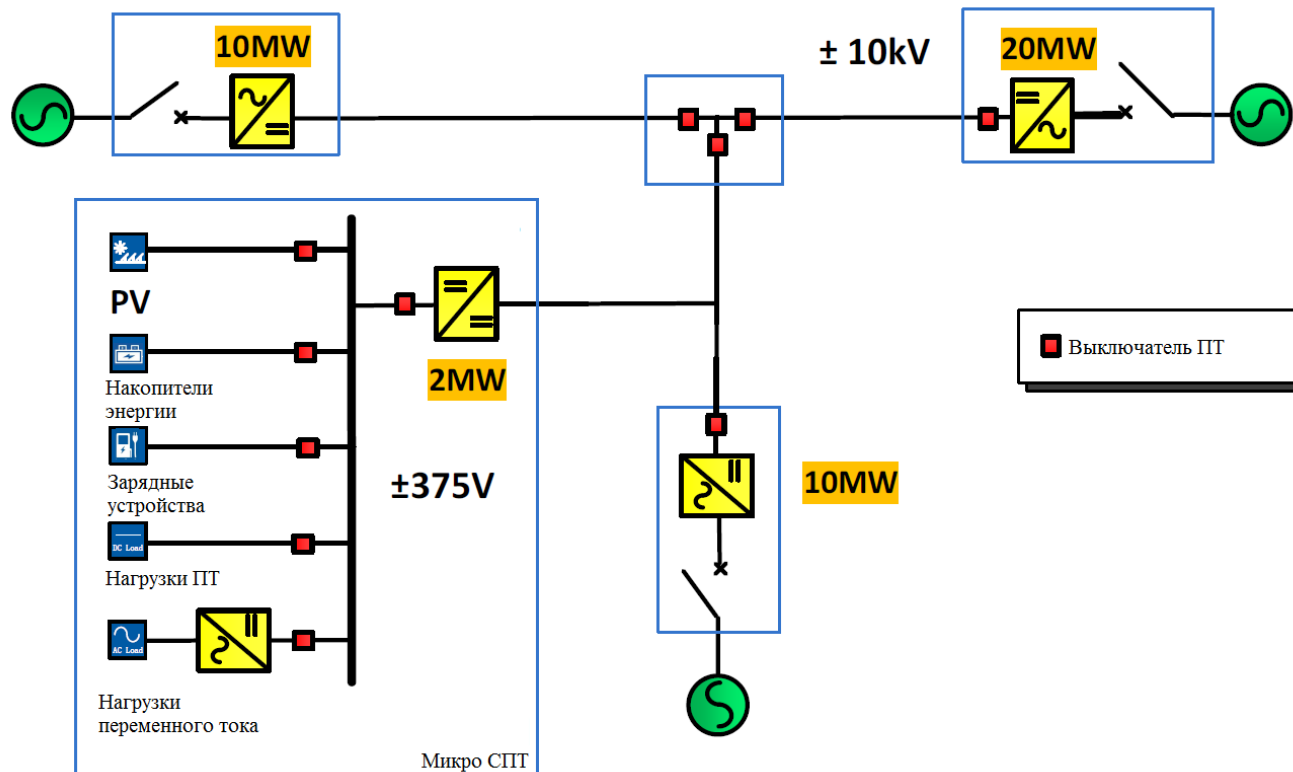 10MW
± 10kV
20MW
PV
Накопители
энергии
Зарядные
устройства
DC Load
Нагрузки ПТ
AC Load
Нагрузки
переменного тока
2MW
±375V
Микро СПТ
10MW
Выключатель ПТ